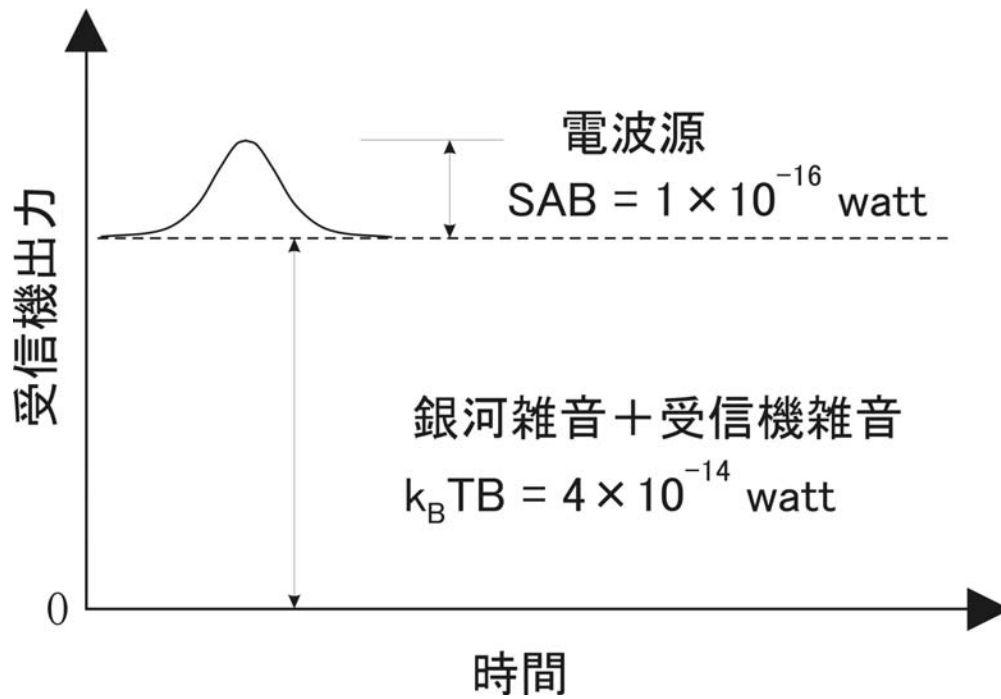 電波源
SAB = 1 × 10⁻¹⁶ watt
受信機出力
銀河雑音＋受信機雑音
k_BTB = 4 × 10⁻¹⁴ watt
0
時間